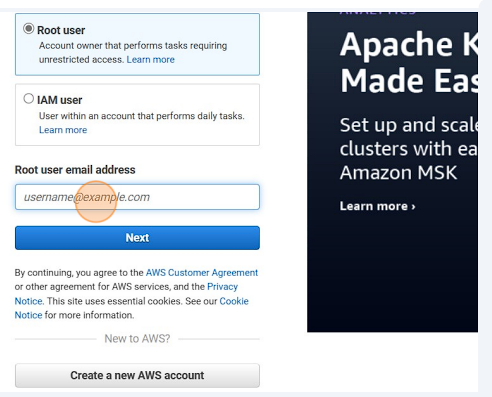 Root user
Account owner that performs tasks requiring
unrestricted access. Learn more
IAM user
User within an account that performs daily tasks.
Learn more
Root user email address
username@example.com
Next
By continuing, you agree to the AWS Customer Agreement
or other agreement for AWS services, and the Privacy
Notice. This site uses essential cookies. See our Cookie
Notice for more information.
New to AWS?
Create a new AWS account
ANALYTICS
Apache K
Made Eas
Set up and scale
clusters with ea
Amazon MSK
Learn more ›